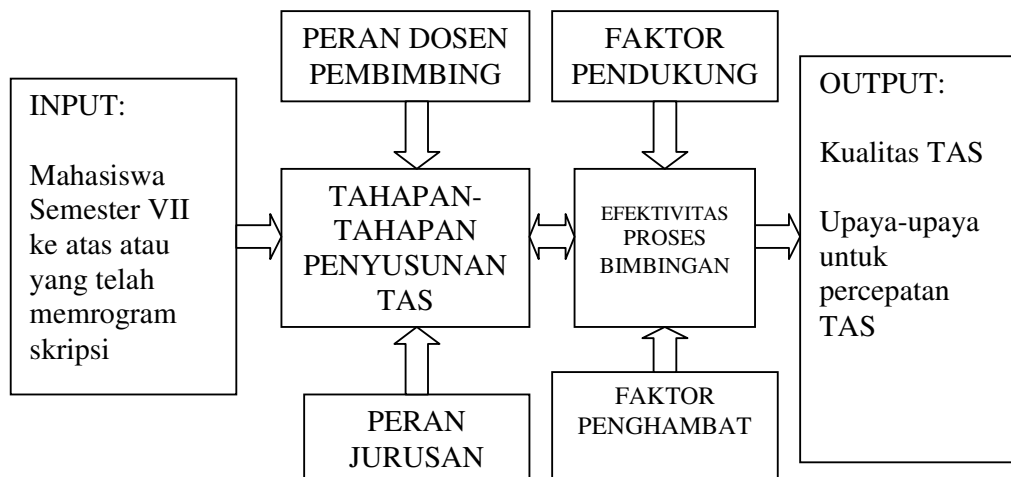 PERAN DOSEN
PEMBIMBING
FAKTOR
PENDUKUNG
INPUT:
Mahasiswa
Semester VII
ke atas atau
yang telah
memrogram
skripsi
TAHAPAN-
TAHAPAN
PENYUSUNAN
TAS
EFEKTIVITAS
PROSES
BIMBINGAN
OUTPUT:
Kualitas TAS
Upaya-upaya
untuk
percepatan
TAS
PERAN
JURUSAN
FAKTOR
PENGHAMBAT